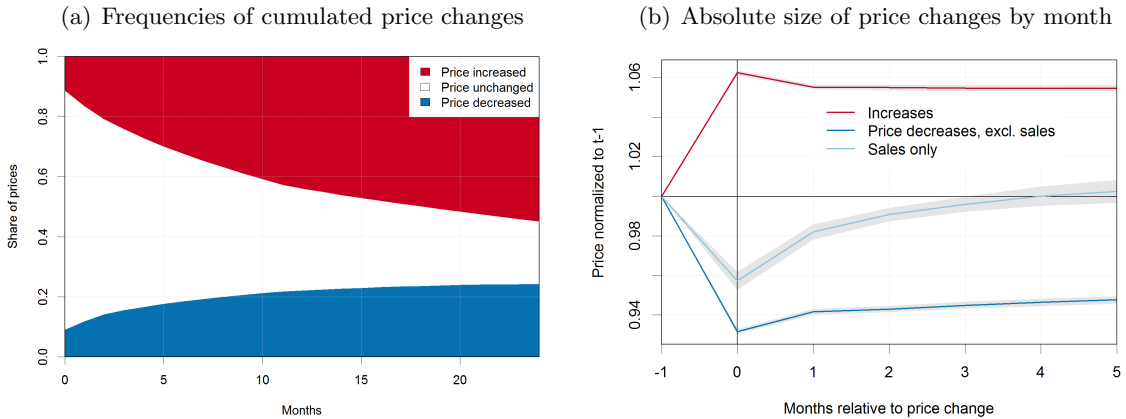 (a) Frequencies of cumulated price changes
Share of prices
1.0
0.8
0.6
0.4
0.2
0.0
Price increased
Price unchanged
Price decreased
0 5 10 15 20
Months
(b) Absolute size of price changes by month
Price normalized to t-1
1.06
1.02
0.98
0.94
Increases
Price decreases, excl. sales
Sales only
-1 0 1 2 3 4 5
Months relative to price change